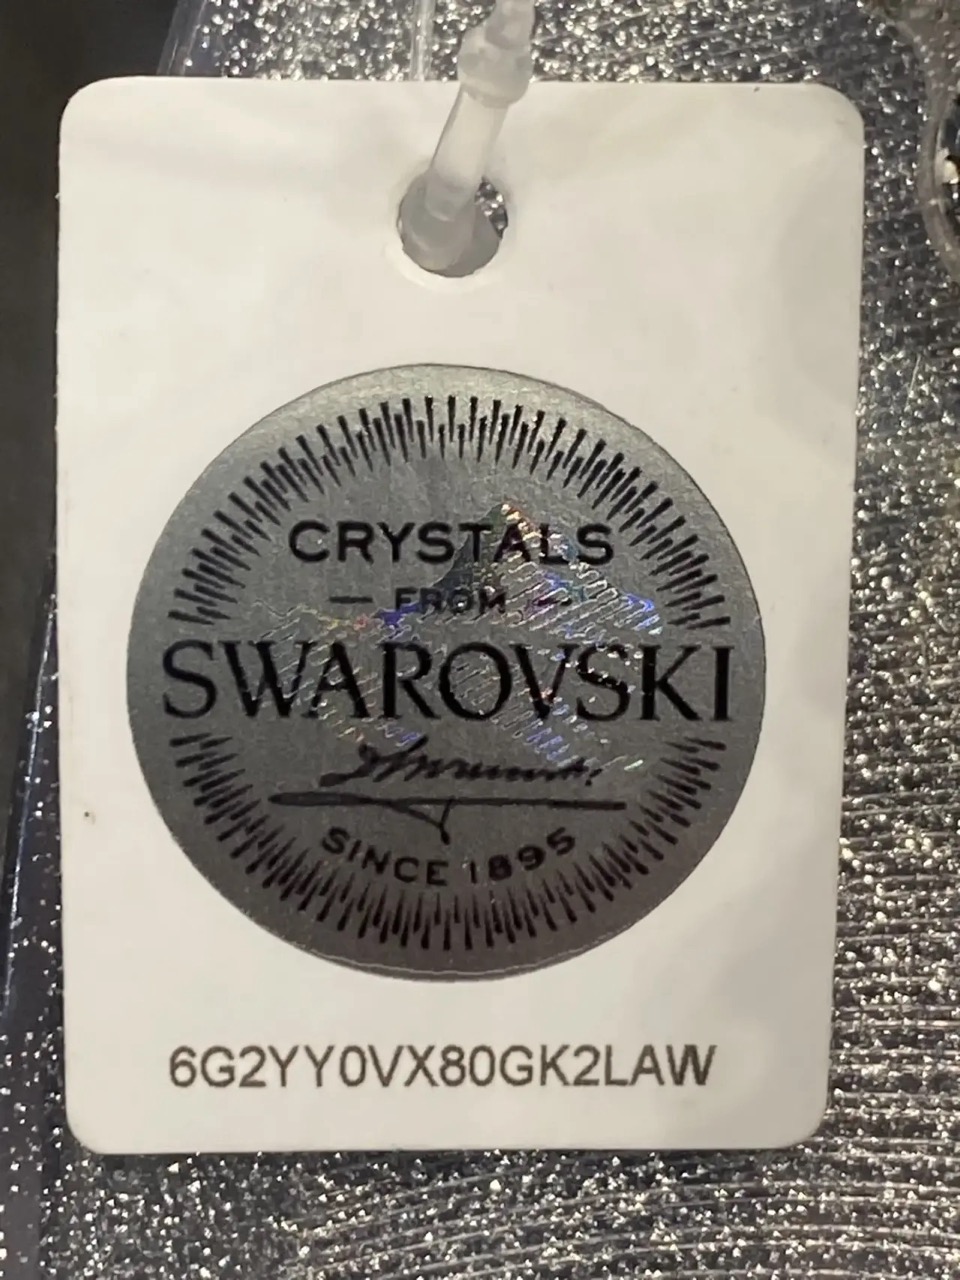 CRYSTALS
— FROM —
SWAROVSKI
SINCE 1895
6G2YY0VX80GK2LAW